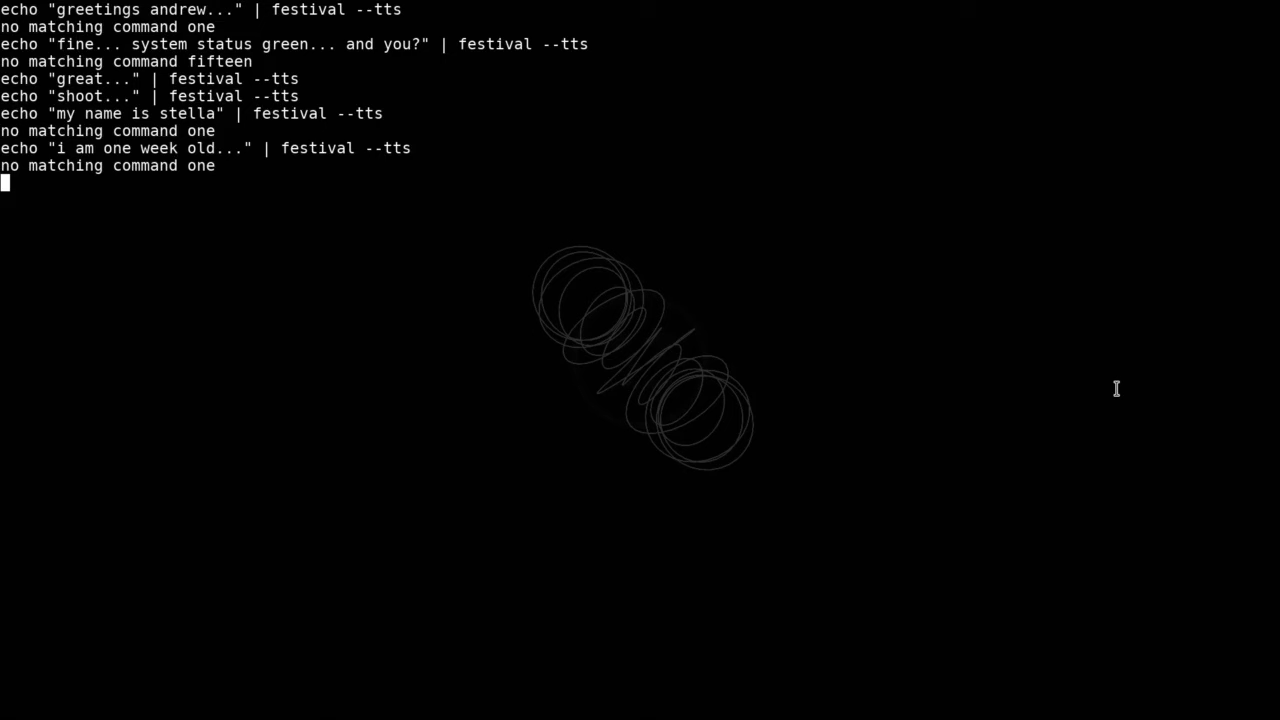 echo "greetings andrew..." | festival --tts
no matching command one
echo "fine... system status green... and you?" | festival --tts
no matching command fifteen
echo "great..." | festival --tts
echo "shoot..." | festival --tts
echo "my name is stella" | festival --tts
no matching command one
echo "i am one week old..." | festival --tts
no matching command one